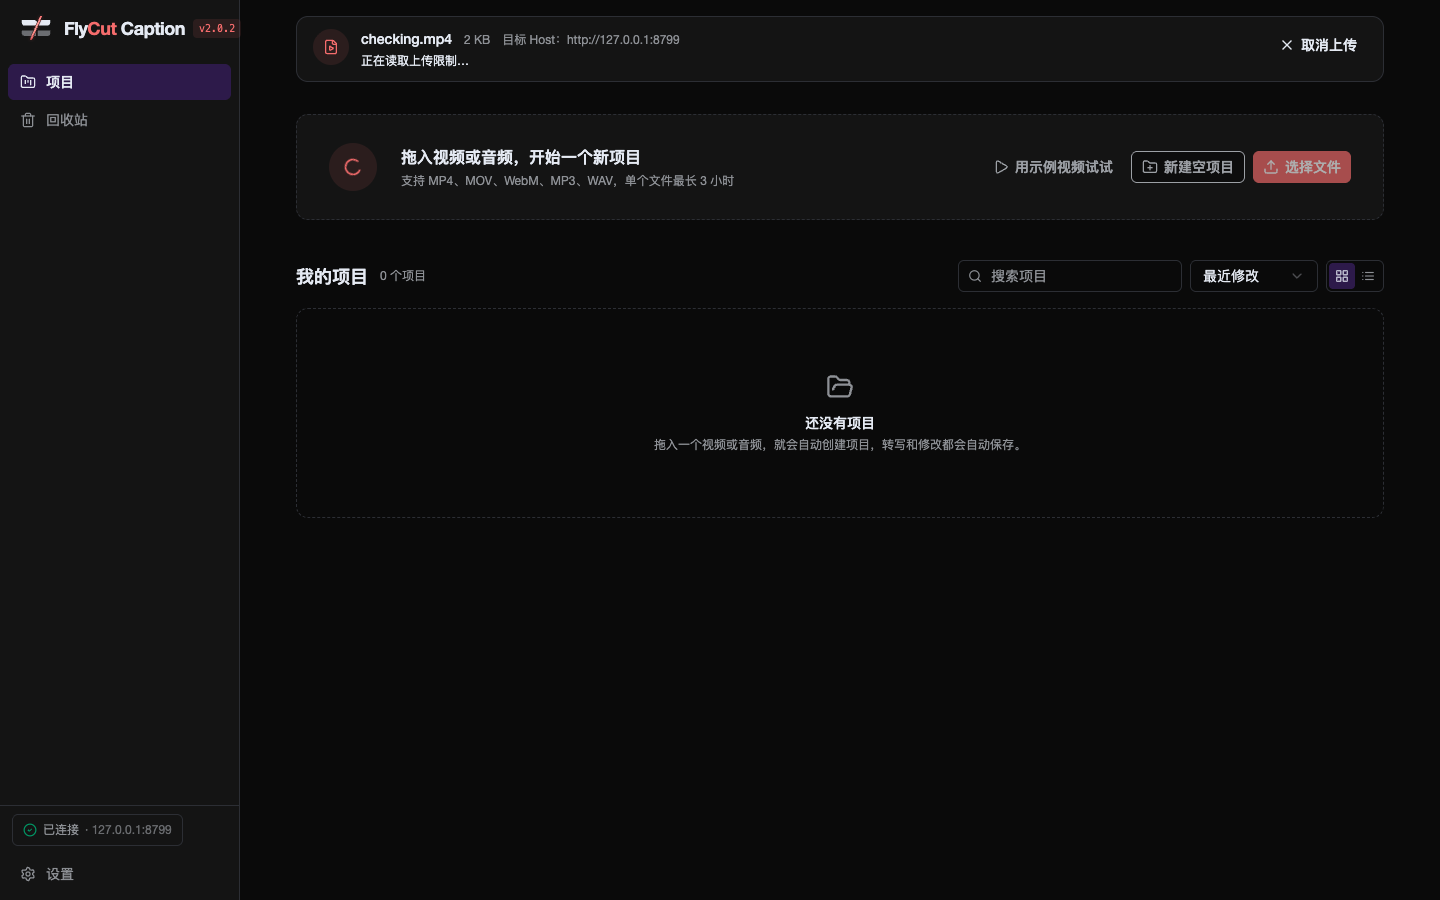 FlyCut Caption v2.0.2
项目
回收站
checking.mp4 2 KB 目标 Host：http://127.0.0.1:8799
正在读取上传限制...
取消上传
拖入视频或音频，开始一个新项目
支持 MP4、MOV、WebM、MP3、WAV，单个文件最长 3 小时
用示例视频试试
新建空项目
选择文件
我的项目 0 个项目
搜索项目
最近修改
还没有项目
拖入一个视频或音频，就会自动创建项目，转写和修改都会自动保存。
已连接 · 127.0.0.1:8799
设置